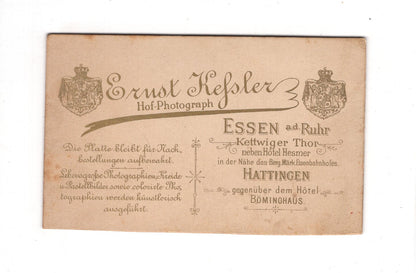 Ernst Keſsler
Hof-Photograph
ESSEN a.d. Ruhr
Kettwiger Thor
neben Hôtel Hesmer
in der Nähe des Berg. Märk. Eisenbahnhofes.
HATTINGEN
gegenüber dem Hôtel
BÖMINGHAUS.
Die Platte bleibt für Nach,
bestellungen aufbewahrt.
Lebensgroſse Photographien, Kreide
u. Pastellbilder sowie colorirte Pho,
tographien werden künstlerisch
ausgeführt.